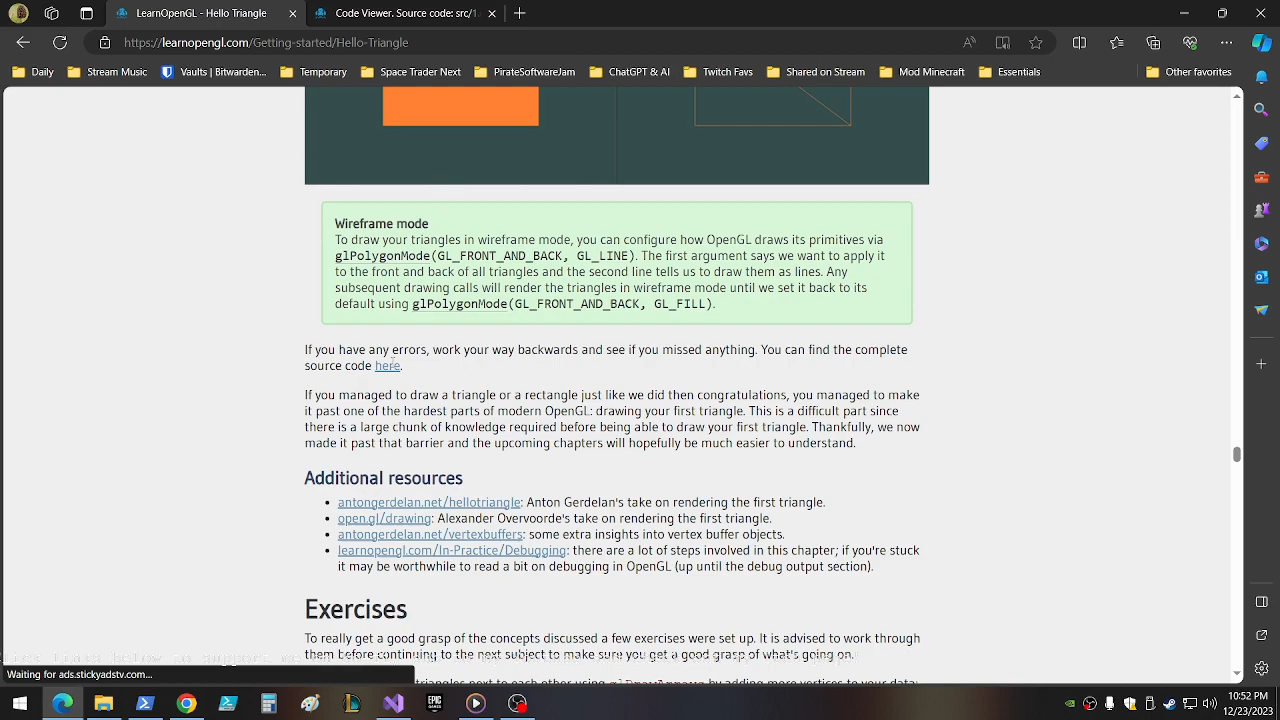 LearnOpenGL - Hello Triangle
Code Viewer. Source code: src/1
https://learnopengl.com/Getting-started/Hello-Triangle
Daily
Stream Music
Vaults | Bitwarden...
Temporary
Space Trader Next
PirateSoftwareJam
ChatGPT & AI
Twitch Favs
Shared on Stream
Mod Minecraft
Essentials
Other favorites
Wireframe mode
To draw your triangles in wireframe mode, you can configure how OpenGL draws its primitives via
glPolygonMode(GL_FRONT_AND_BACK, GL_LINE). The first argument says we want to apply it
to the front and back of all triangles and the second line tells us to draw them as lines. Any
subsequent drawing calls will render the triangles in wireframe mode until we set it back to its
default using glPolygonMode(GL_FRONT_AND_BACK, GL_FILL).
If you have any errors, work your way backwards and see if you missed anything. You can find the complete
source code here.
If you managed to draw a triangle or a rectangle just like we did then congratulations, you managed to make
it past one of the hardest parts of modern OpenGL: drawing your first triangle. This is a difficult part since
there is a large chunk of knowledge required before being able to draw your first triangle. Thankfully, we now
made it past that barrier and the upcoming chapters will hopefully be much easier to understand.
Additional resources
• antongerdelan.net/hellotriangle: Anton Gerdelan's take on rendering the first triangle.
• open.gl/drawing: Alexander Overvoorde's take on rendering the first triangle.
• antongerdelan.net/vertexbuffers: some extra insights into vertex buffer objects.
• learnopengl.com/In-Practice/Debugging: there are a lot of steps involved in this chapter; if you're stuck
it may be worthwhile to read a bit on debugging in OpenGL (up until the debug output section).
Exercises
To really get a good grasp of the concepts discussed a few exercises were set up. It is advised to work through
them before continuing to the next subject to make sure you get a good grasp of what's going on.
Waiting for ads.stickyadstv.com...
triangles next to each other using glDrawArrays by adding more vertices to your data:
EPIC GAMES
10:52 PM
12/23/2023